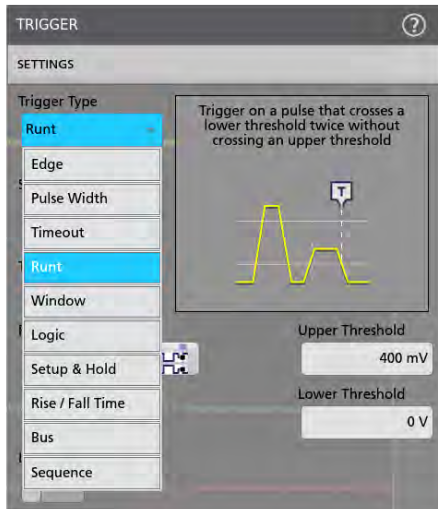 TRIGGER
?
SETTINGS
Trigger Type
Runt
Edge
Pulse Width
Timeout
Runt
Window
Logic
Setup & Hold
Rise / Fall Time
Bus
Sequence
Trigger on a pulse that crosses a
lower threshold twice without
crossing an upper threshold
T
Upper Threshold
400 mV
Lower Threshold
0 V